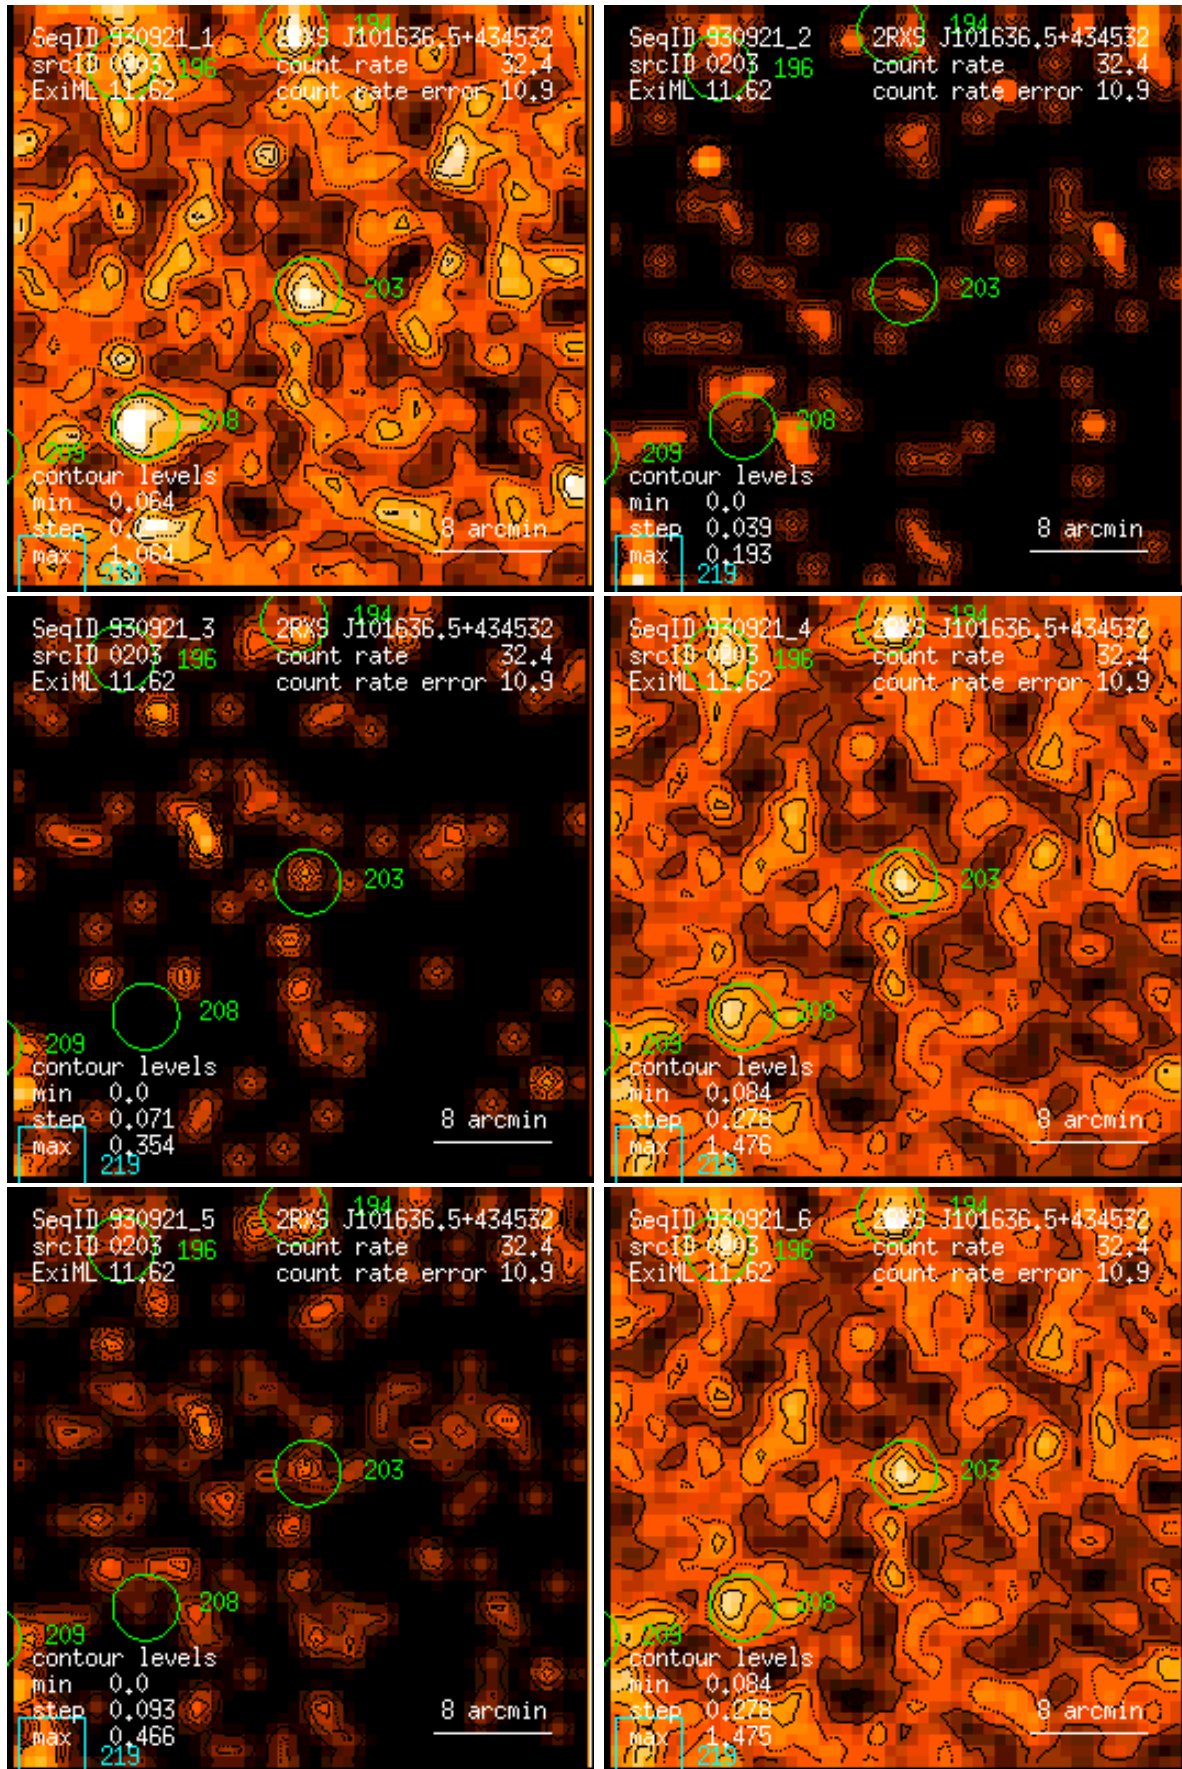 194
SeqID 930921_1 2RXS J101636.5+434532
srcID 0203 196 count rate 32.4
ExiML 11.62 count rate error 10.9
203
208
209
contour levels
min 0.064
step
max 1.064
8 arcmin
219
194
SeqID 930921_2 2RXS J101636.5+434532
srcID 0203 196 count rate 32.4
ExiML 11.62 count rate error 10.9
203
208
209
contour levels
min 0.0
step 0.039
max 0.193
8 arcmin
219
194
SeqID 930921_3 2RXS J101636.5+434532
srcID 0203 196 count rate 32.4
ExiML 11.62 count rate error 10.9
203
208
209
contour levels
min 0.0
step 0.071
max 0.354
8 arcmin
219
194
SeqID 930921_4 2RXS J101636.5+434532
srcID 0203 196 count rate 32.4
ExiML 11.62 count rate error 10.9
203
208
209
contour levels
min 0.084
step 0.278
max 1.476
8 arcmin
219
194
SeqID 930921_5 2RXS J101636.5+434532
srcID 0203 196 count rate 32.4
ExiML 11.62 count rate error 10.9
203
208
209
contour levels
min 0.0
step 0.093
max 0.466
8 arcmin
219
194
SeqID 930921_6 2RXS J101636.5+434532
srcID 0203 196 count rate 32.4
ExiML 11.62 count rate error 10.9
203
208
209
contour levels
min 0.084
step 0.278
max 1.475
8 arcmin
219